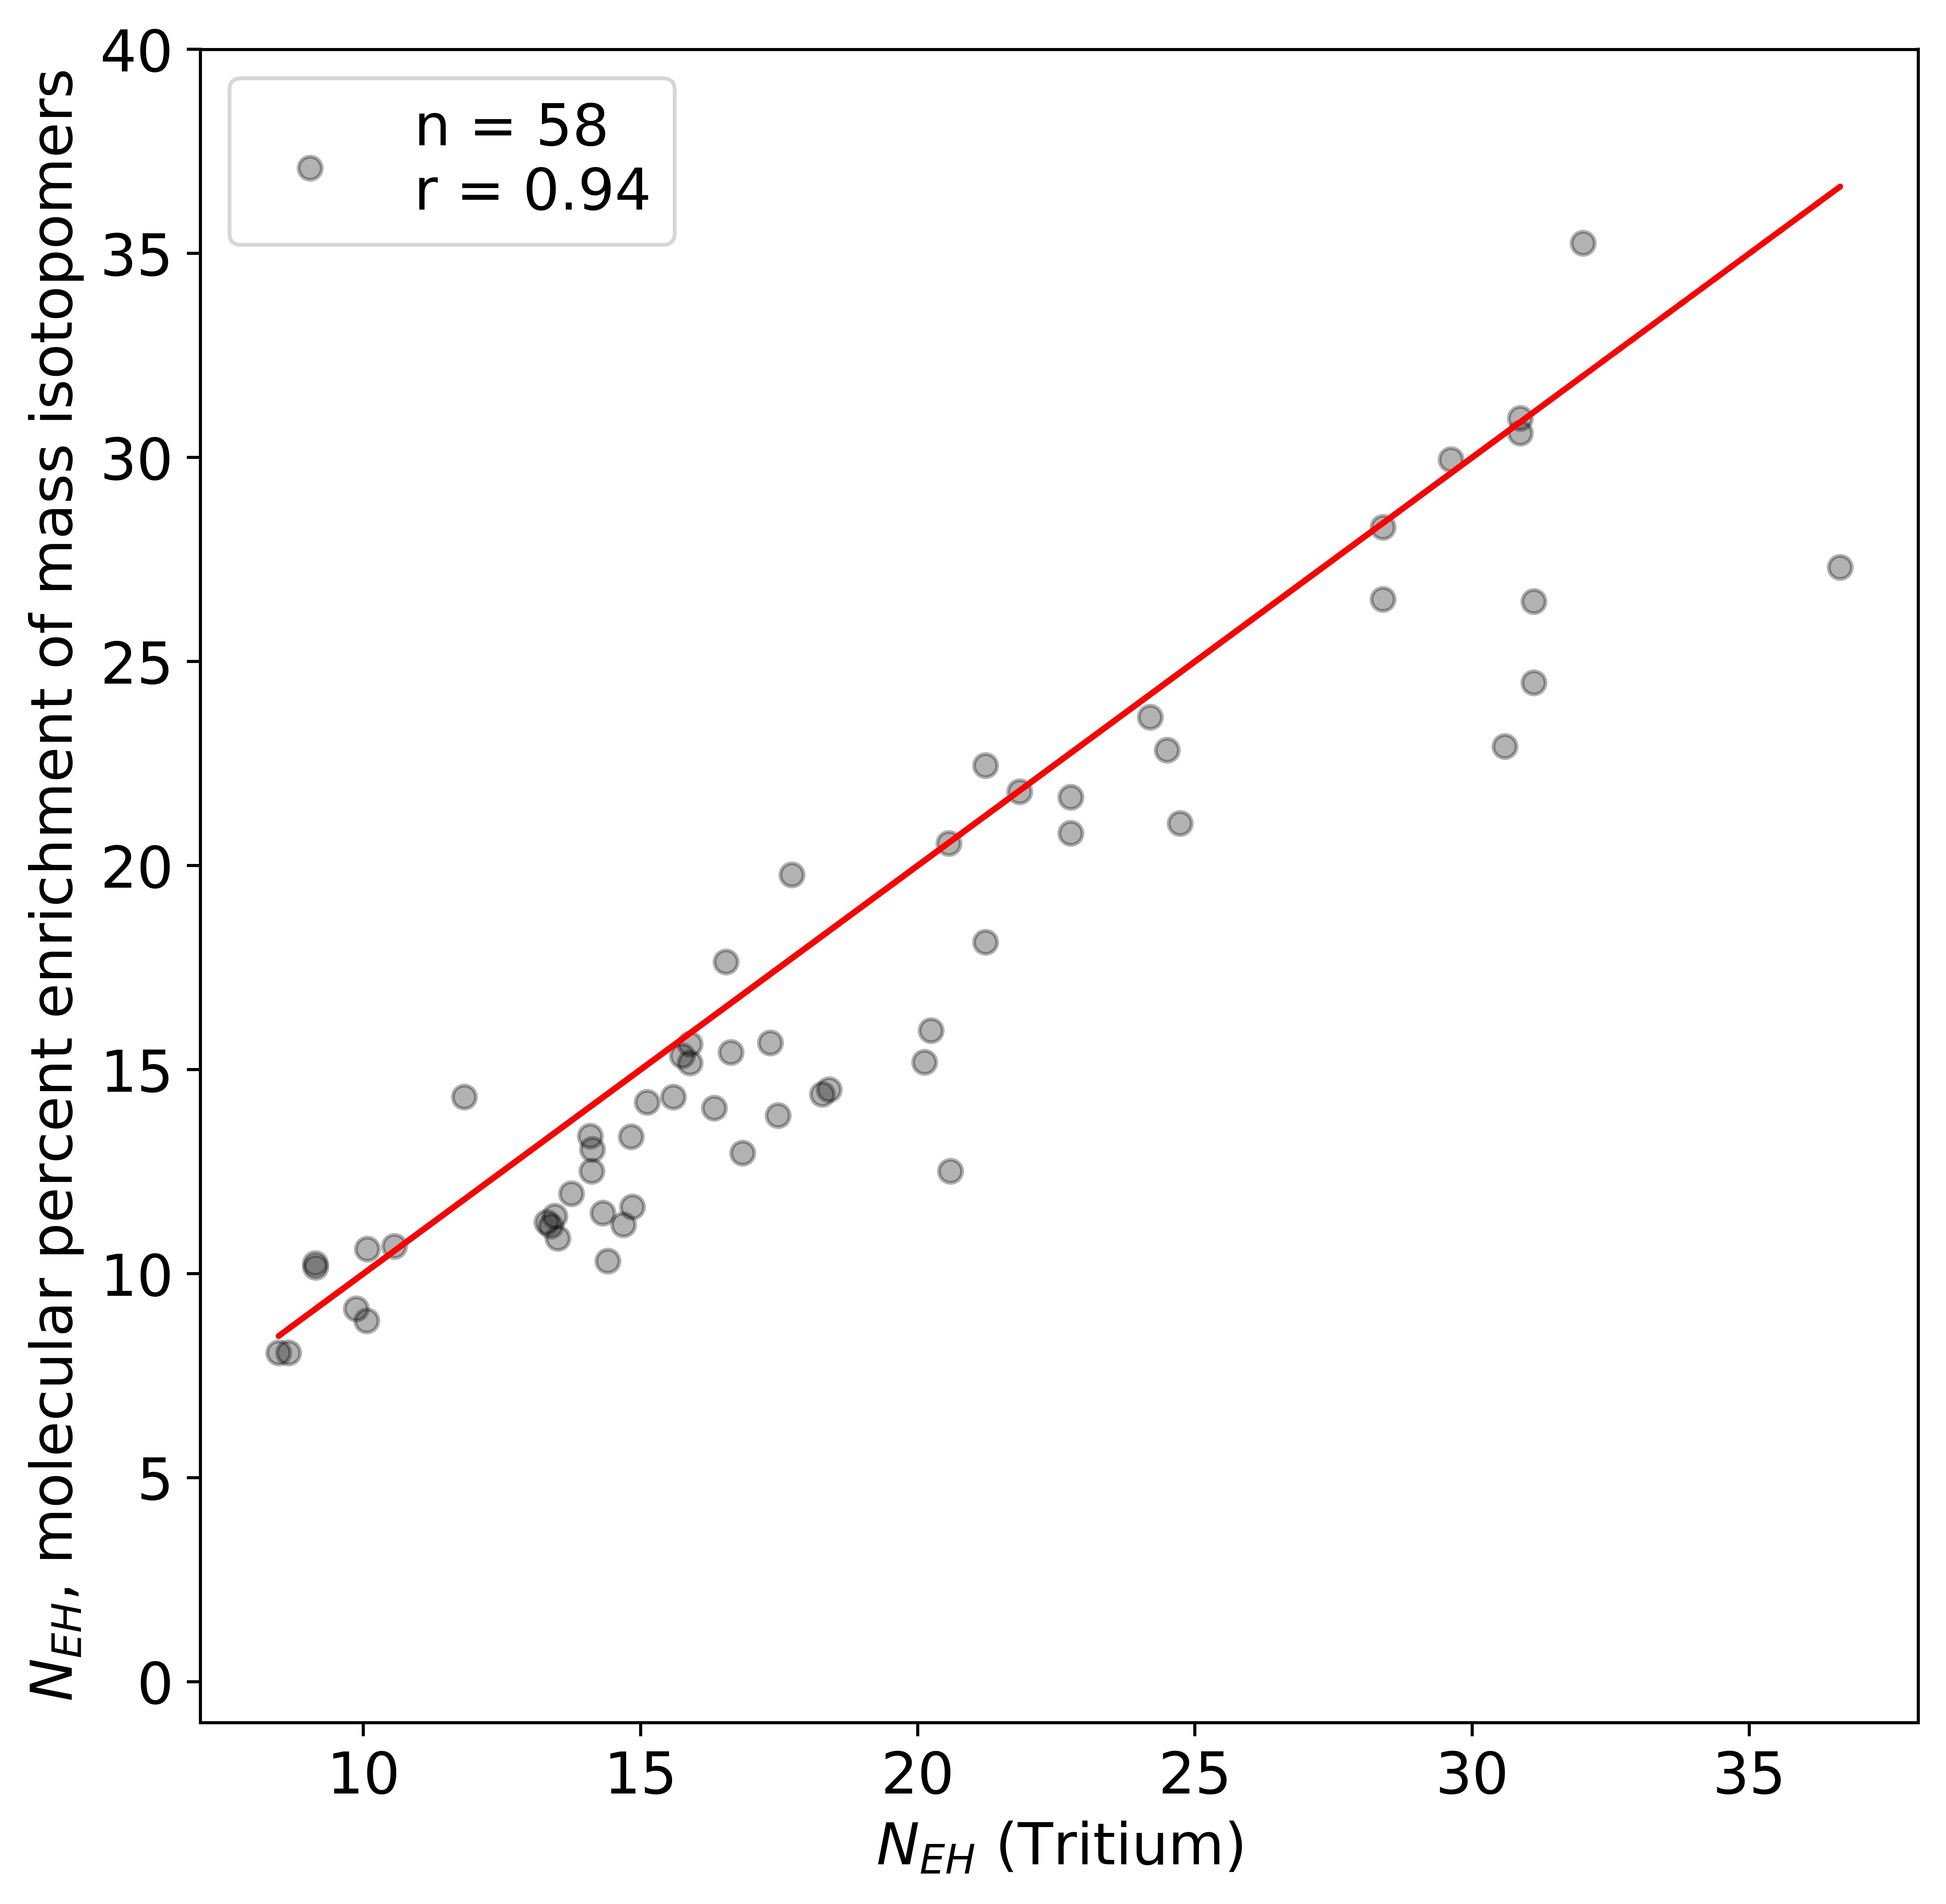 n = 58
r = 0.94
N_EH, molecular percent enrichment of mass isotopomers
40
35
30
25
20
15
10
5
0
10 15 20 25 30 35
N_EH (Tritium)